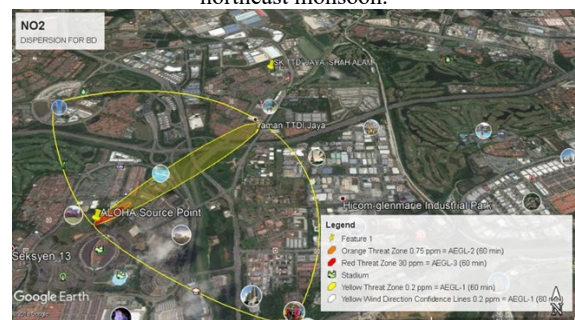 northeast monsoon.
NO2
DISPERSION FOR BD
SK TTDI JAYA -SHAH ALAM
Taman TTDI Jaya
ALOHA Source Point
Hicom-glenmarie Industrial Park
Seksyen 13
Legend
Feature 1
Orange Threat Zone 0.75 ppm = AEGL-2 (60 min)
Red Threat Zone 30 ppm = AEGL-3 (60 min)
Stadium
Yellow Threat Zone 0.2 ppm = AEGL-1 (60 min)
Yellow Wind Direction Confidence Lines 0.2 ppm = AEGL-1 (60 min)
Google Earth
N